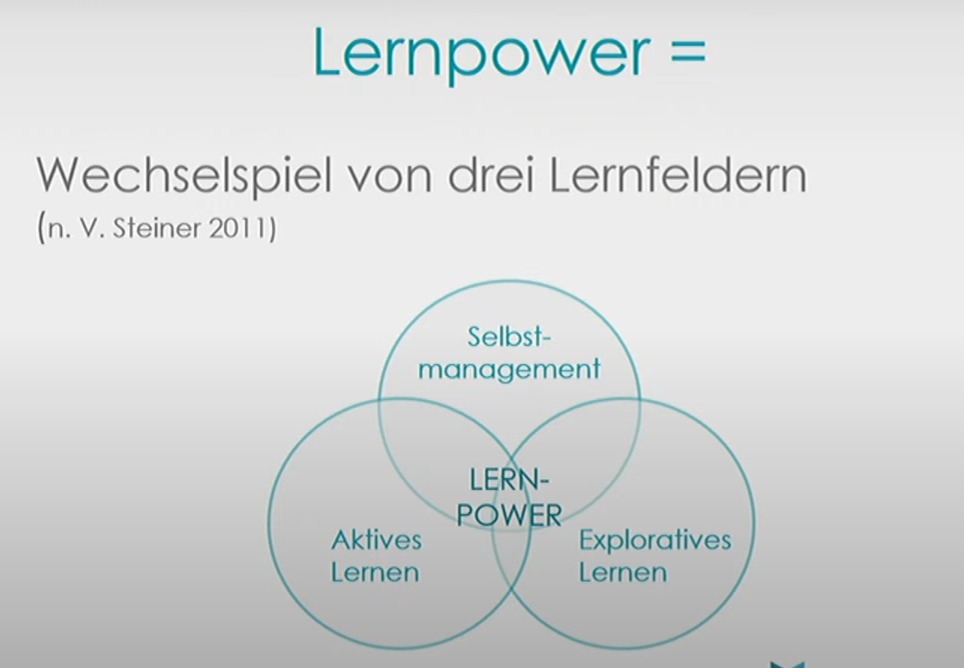 Lernpower =
Wechselspiel von drei Lernfeldern
(n. V. Steiner 2011)
Selbst-
management
LERN-
POWER
Aktives
Lernen
Exploratives
Lernen